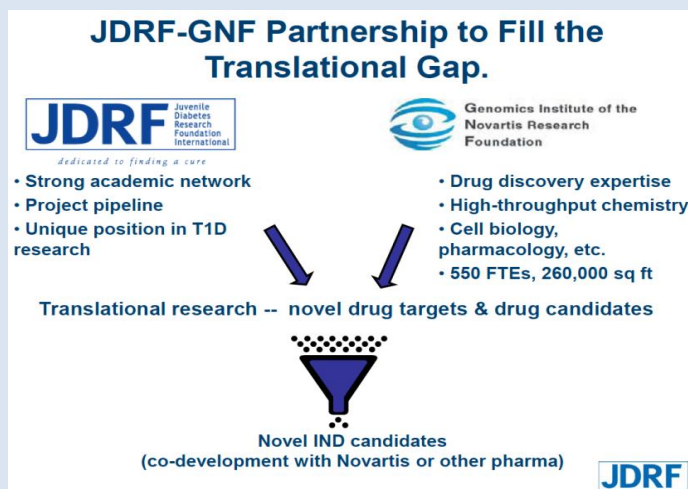 JDRF-GNF Partnership to Fill the
Translational Gap.
JDRF
Juvenile
Diabetes
Research
Foundation
International
dedicated to finding a cure
Genomics Institute of the
Novartis Research
Foundation
• Strong academic network
• Project pipeline
• Unique position in T1D
research
• Drug discovery expertise
• High-throughput chemistry
• Cell biology,
pharmacology, etc.
• 550 FTEs, 260,000 sq ft
Translational research -- novel drug targets & drug candidates
Novel IND candidates
(co-development with Novartis or other pharma)
JDRF